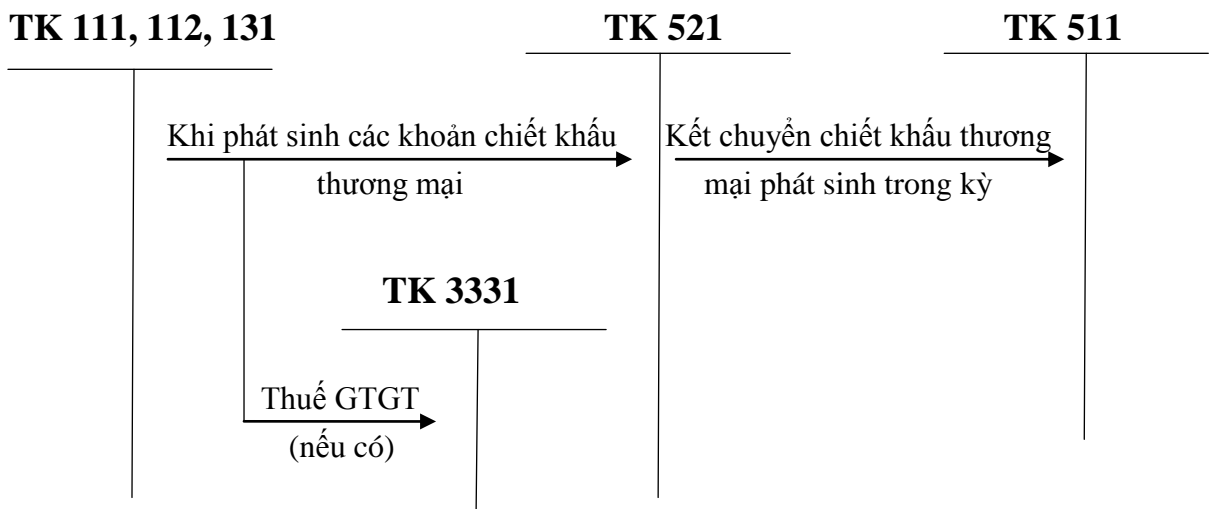 TK 111, 112, 131
TK 521
TK 511
Khi phát sinh các khoản chiết khấu
thương mại
Kết chuyển chiết khấu thương
mại phát sinh trong kỳ
TK 3331
Thuế GTGT
(nếu có)